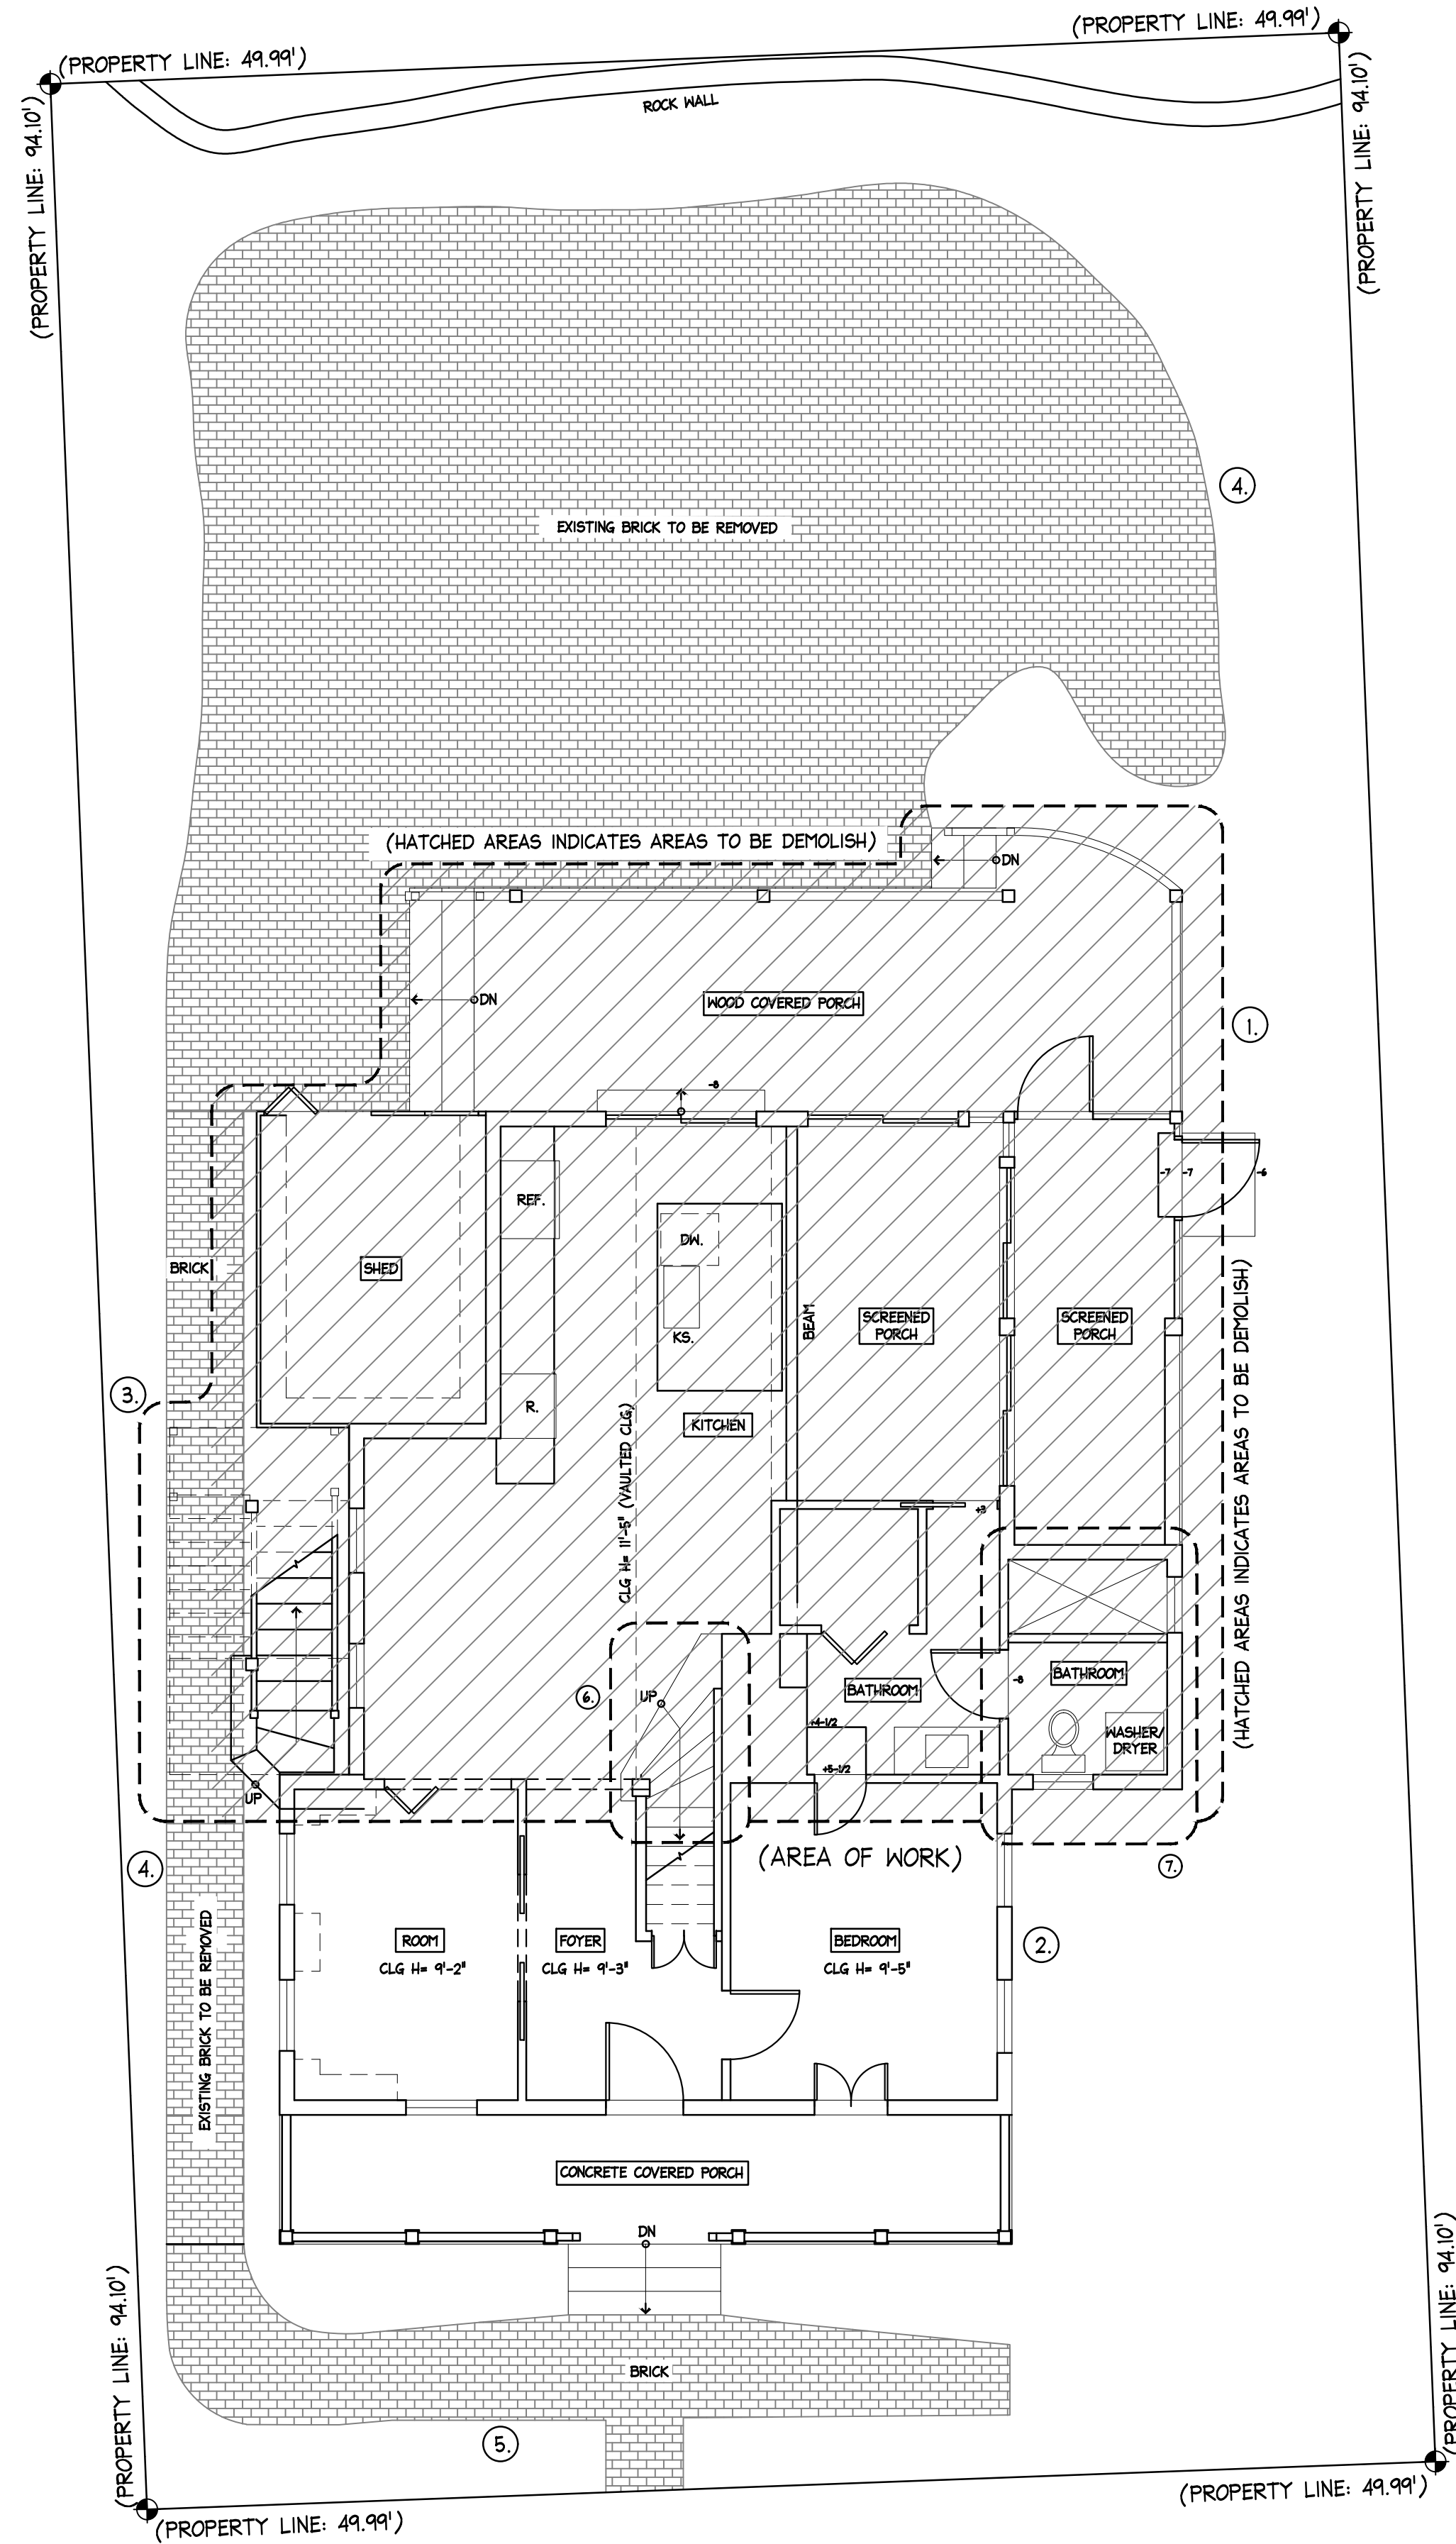 (PROPERTY LINE: 49.99')
(PROPERTY LINE: 49.99')
(PROPERTY LINE: 94.10')
(PROPERTY LINE: 94.10')
ROCK WALL
4.
EXISTING BRICK TO BE REMOVED
(HATCHED AREAS INDICATES AREAS TO BE DEMOLISH)
DN
DN
WOOD COVERED PORCH
1.
-8
-7
-7
-6
REF.
DW.
BRICK
SHED
KS.
BEAM
SCREENED
PORCH
SCREENED
PORCH
3.
R.
KITCHEN
CLG H= 11'-5" (VAULTED CLG)
(HATCHED AREAS INDICATES AREAS TO BE DEMOLISH)
+3
6.
UP
BATHROOM
-8
BATHROOM
+4-1/2
WASHER/
DRYER
+5-1/2
UP
4.
(AREA OF WORK)
7.
EXISTING BRICK TO BE REMOVED
ROOM
CLG H= 9'-2"
FOYER
CLG H= 9'-3"
BEDROOM
CLG H= 9'-5"
2.
CONCRETE COVERED PORCH
DN
BRICK
5.
(PROPERTY LINE: 94.10')
(PROPERTY LINE: 94.10')
(PROPERTY LINE: 49.99')
(PROPERTY LINE: 49.99')